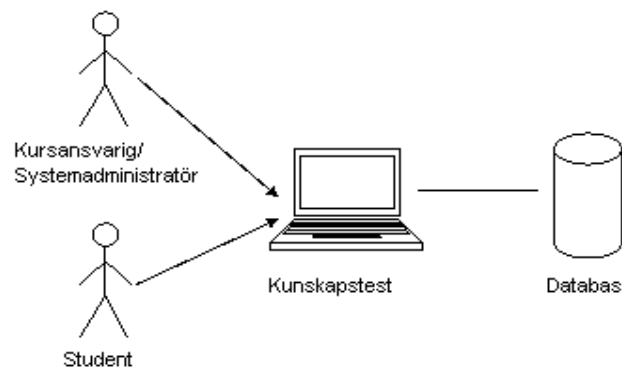 Kursansvarig/
Systemadministratör
Kunskapstest
Databas
Student